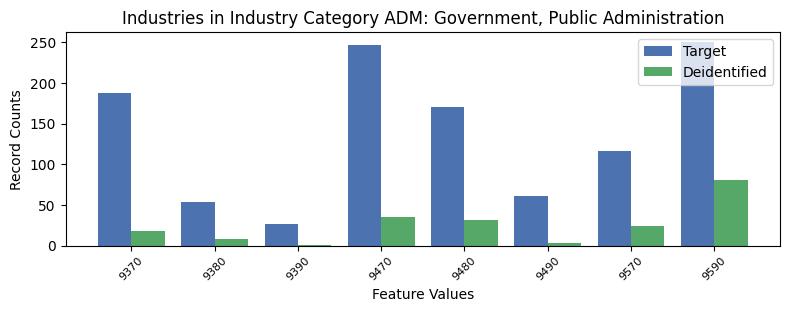 Industries in Industry Category ADM: Government, Public Administration
Target
Deidentified
Record Counts
250
200
150
100
50
0
9370
9380
9390
9470
9480
9490
9570
9590
Feature Values